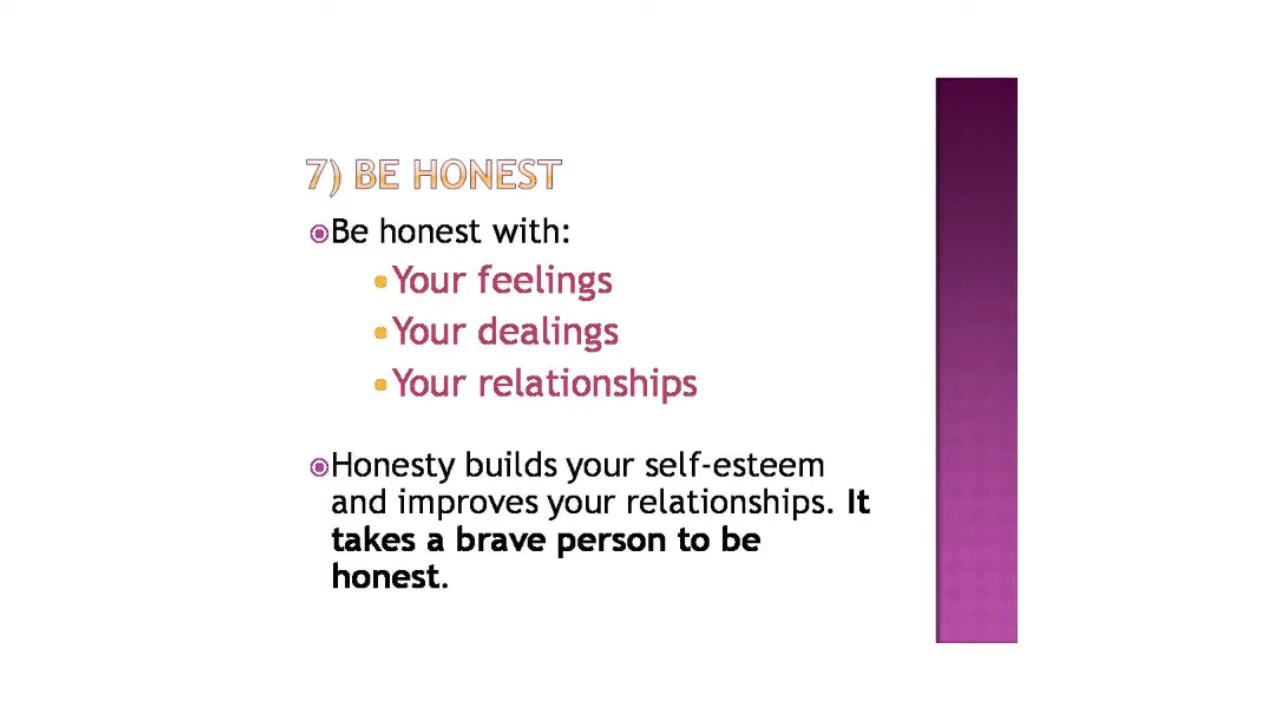 7) BE HONEST
Be honest with:
Your feelings
Your dealings
Your relationships
Honesty builds your self-esteem
and improves your relationships. It
takes a brave person to be
honest.